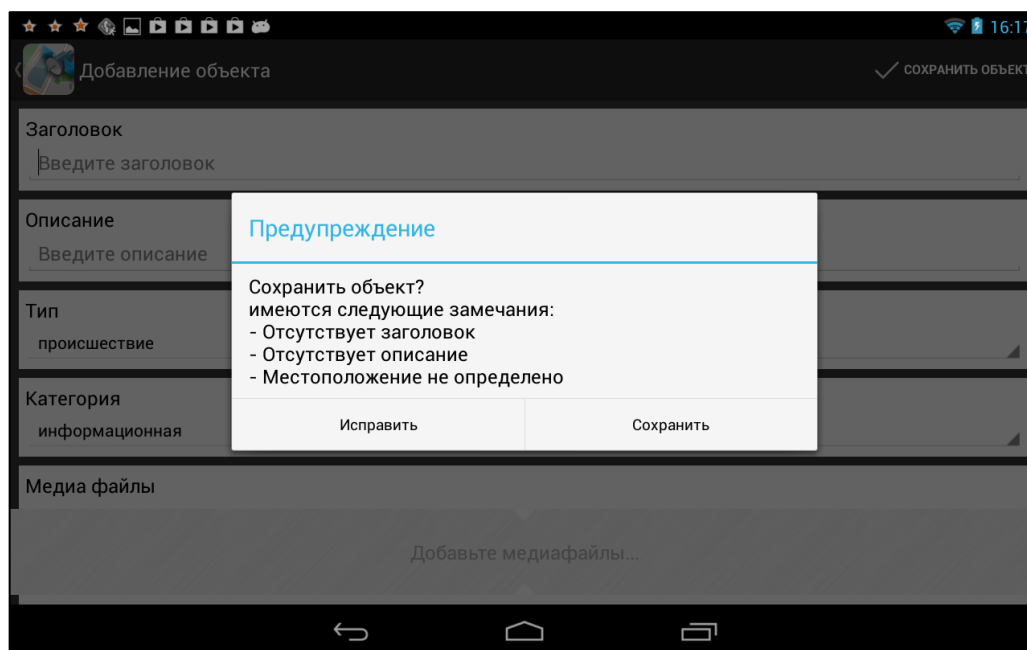 16:17
Добавление объекта
СОХРАНИТЬ ОБЪЕКТ
Заголовок
Введите заголовок
Описание
Введите описание
Тип
происшествие
Категория
информационная
Медиа файлы
Добавьте медиафайлы...
Предупреждение
Сохранить объект?
имеются следующие замечания:
- Отсутствует заголовок
- Отсутствует описание
- Местоположение не определено
Исправить
Сохранить